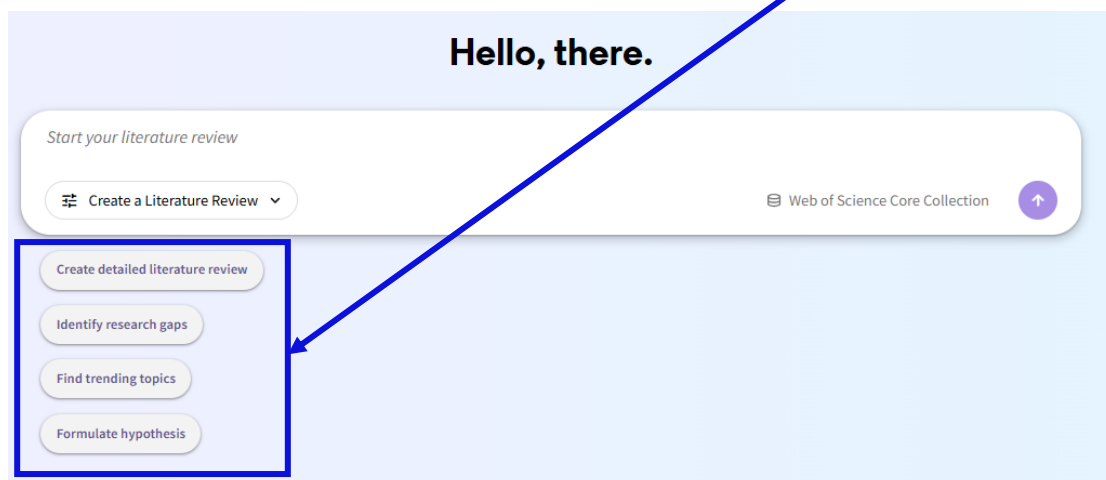 Hello, there.
Start your literature review
Create a Literature Review
Web of Science Core Collection
Create detailed literature review
Identify research gaps
Find trending topics
Formulate hypothesis